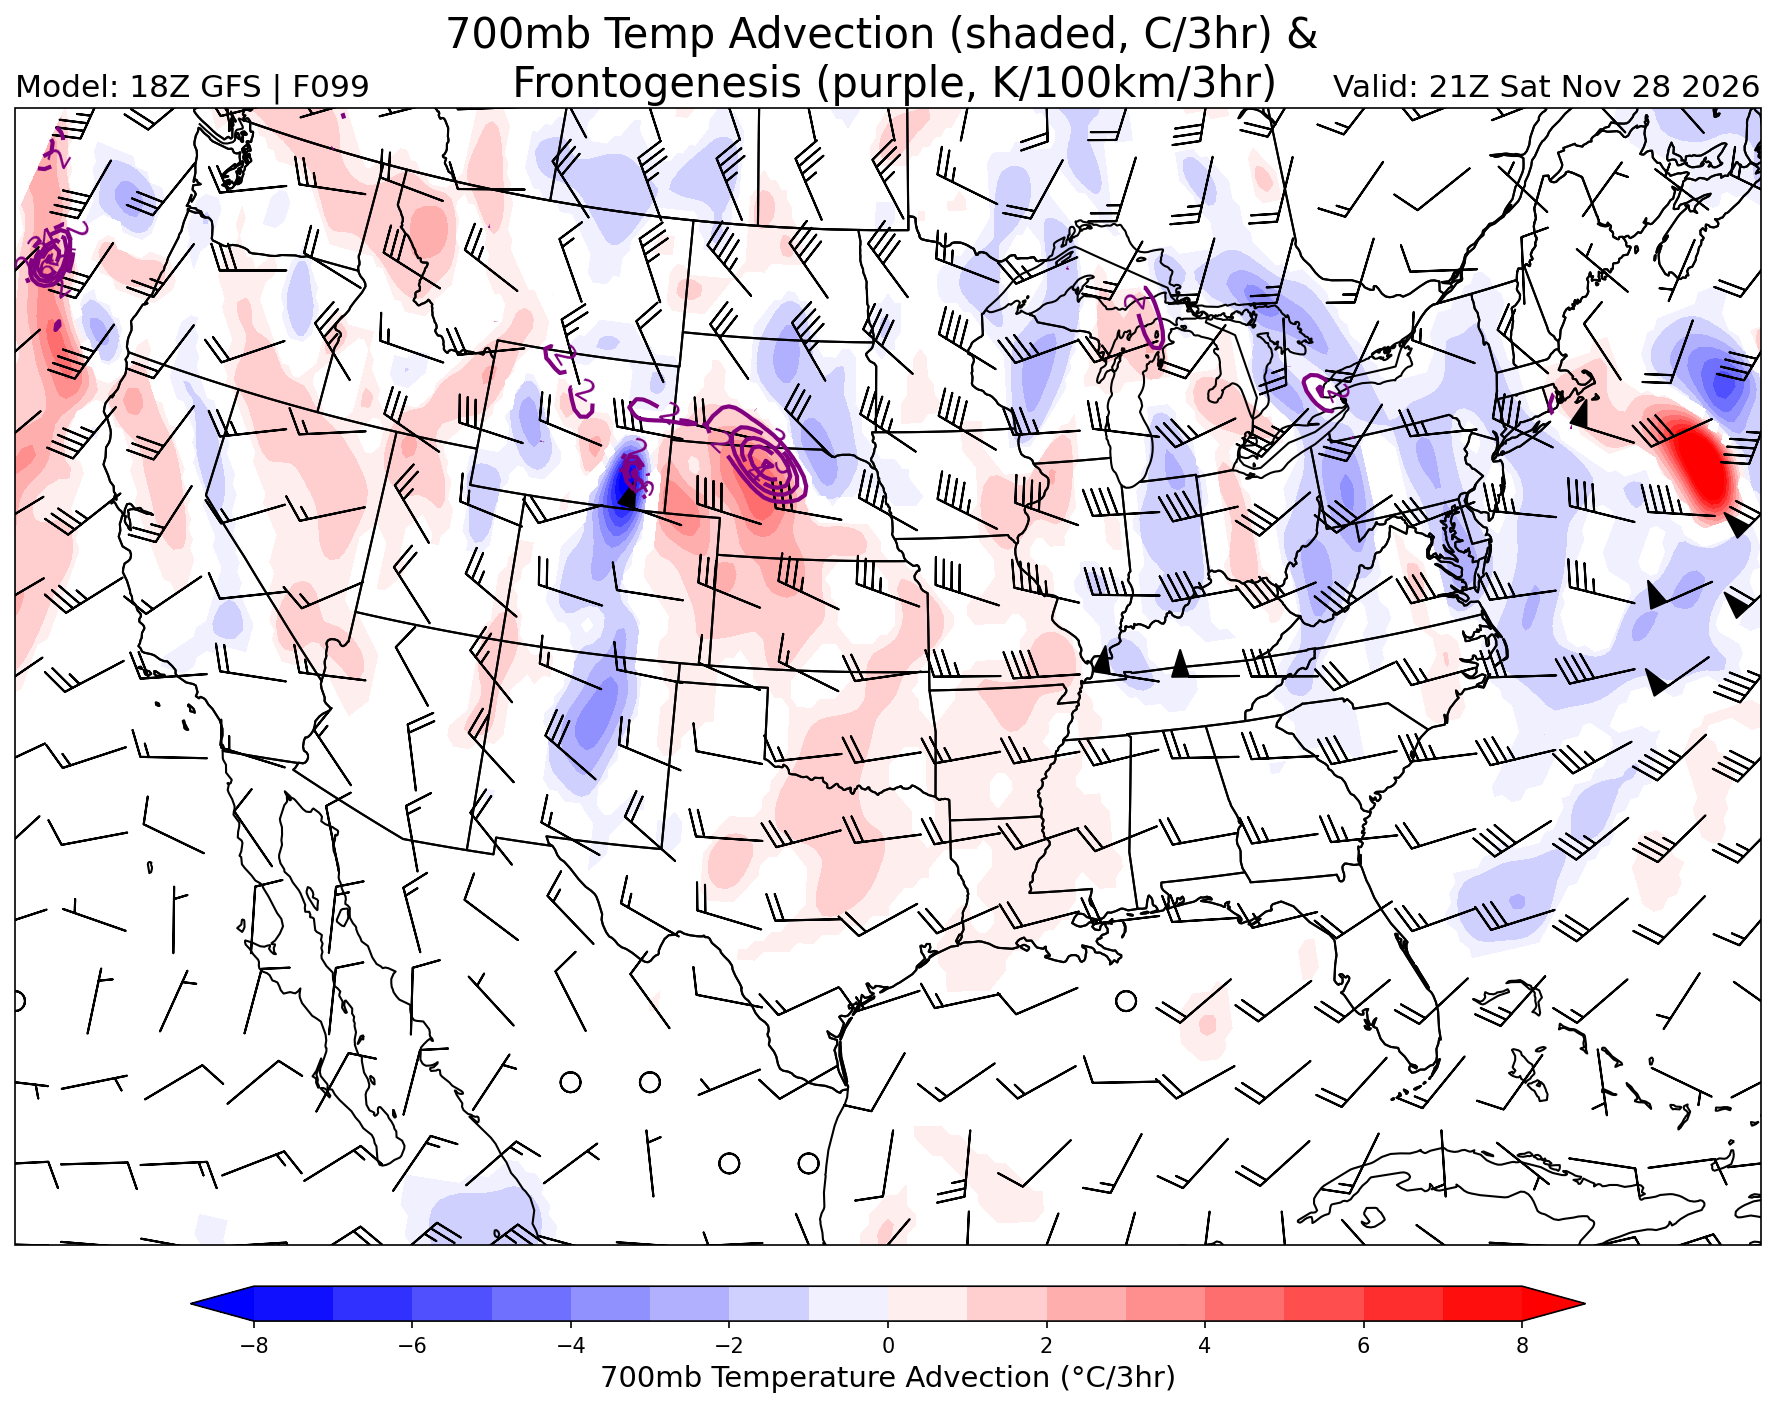 700mb Temp Advection (shaded, C/3hr) &
Frontogenesis (purple, K/100km/3hr)
Model: 18Z GFS | F099
Valid: 21Z Sat Nov 28 2026
−8 −6 −4 −2 0 2 4 6 8
700mb Temperature Advection (°C/3hr)